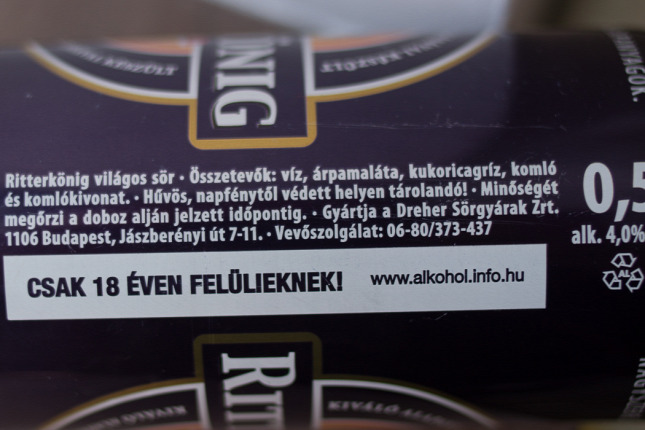 KÖNIG
Ritterkönig világos sör · Összetevők: víz, árpamaláta, kukoricagríz, komló
és komlókivonat. · Hűvös, napfénytől védett helyen tárolandó! · Minőségét
megőrzi a doboz alján jelzett időpontig. · Gyártja a Dreher Sörgyárak Zrt.
1106 Budapest, Jászberényi út 7-11. · Vevőszolgálat: 06-80/373-437
0,5
alk. 4,0%
AL
CSAK 18 ÉVEN FELÜLIEKNEK! www.alkohol.info.hu
RITT